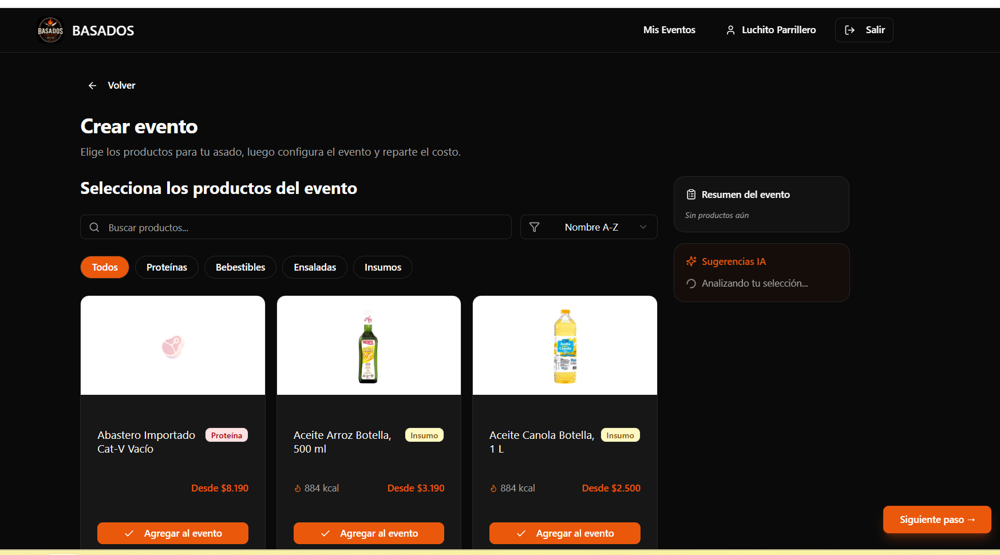 BASADOS
BASADOS
Mis Eventos
Luchito Parrillero
Salir
Volver
Crear evento
Elige los productos para tu asado, luego configura el evento y reparte el costo.
Selecciona los productos del evento
Buscar productos...
Nombre A-Z
Todos
Proteínas
Bebestibles
Ensaladas
Insumos
Resumen del evento
Sin productos aún
Sugerencias IA
Analizando tu selección...
TUCAPEL
Aceite
Canola
Abastero Importado
Cat-V Vacío
Proteína
Desde $8.190
Agregar al evento
Aceite Arroz Botella,
500 ml
Insumo
884 kcal
Desde $3.190
Agregar al evento
Aceite Canola Botella,
1 L
Insumo
884 kcal
Desde $2.500
Agregar al evento
Siguiente paso →